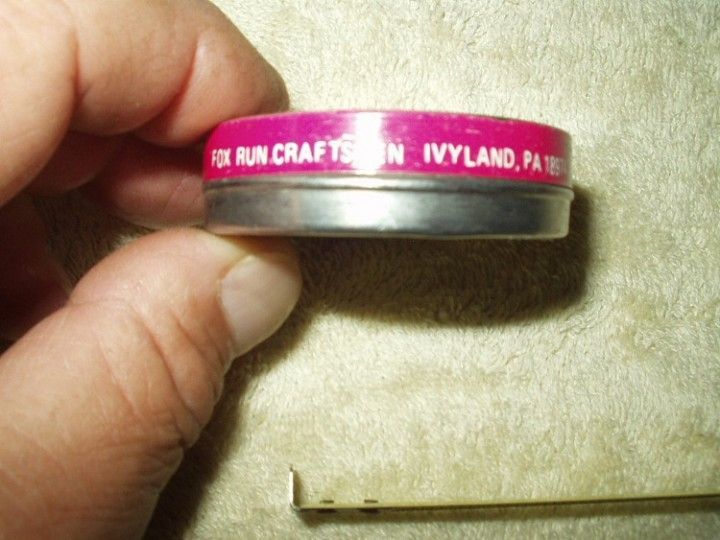 FOX RUN CRAFTSMEN IVYLAND, PA